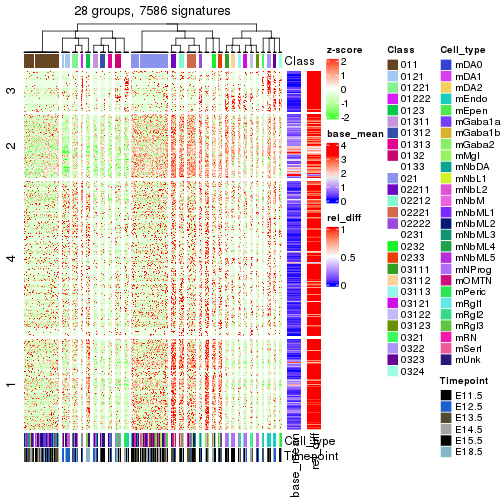 28 groups, 7586 signatures
Class
3
2
4
1
Cell_type
Timepoint
base_mean
rel_diff
z-score
2
1
0
-1
-2
base_mean
4
3
2
1
0
rel_diff
1
0.5
0
Class
011
0121
01221
01222
0123
01311
01312
01313
0132
0133
021
02211
02212
02221
02222
0231
0232
0233
03111
03112
03113
03121
03122
03123
0321
0322
0323
0324
Cell_type
mDA0
mDA1
mDA2
mEndo
mEpen
mGaba1a
mGaba1b
mGaba2
mMgl
mNbDA
mNbL1
mNbL2
mNbM
mNbML1
mNbML2
mNbML3
mNbML4
mNbML5
mNProg
mOMTN
mPeric
mRgl1
mRgl2
mRgl3
mRN
mSert
mUnk
Timepoint
E11.5
E12.5
E13.5
E14.5
E15.5
E18.5